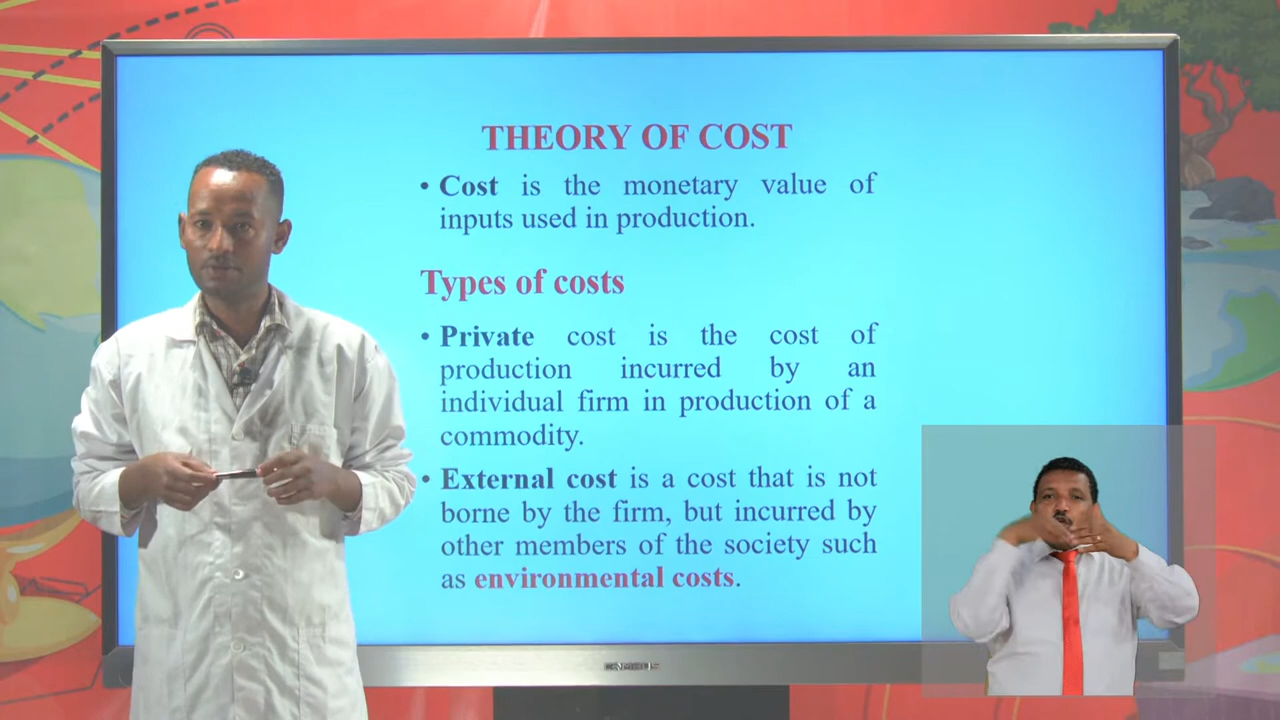 THEORY OF COST
• Cost is the monetary value of
inputs used in production.
Types of costs
• Private cost is the cost of
production incurred by an
individual firm in production of a
commodity.
• External cost is a cost that is not
borne by the firm, but incurred by
other members of the society such
as environmental costs.